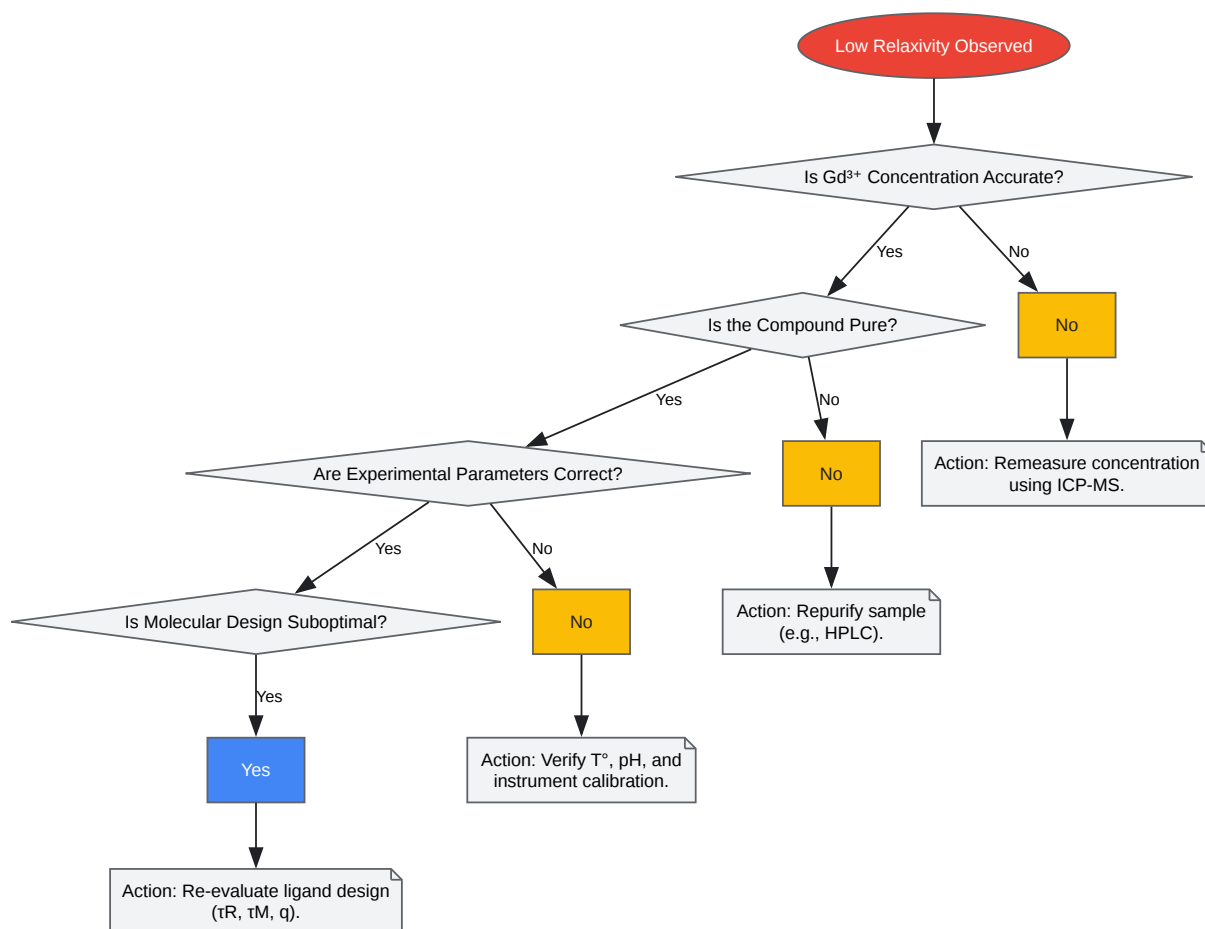 Low Relaxivity Observed
Is Gd³⁺ Concentration Accurate?
Yes
No
Is the Compound Pure?
No
Yes
No
Are Experimental Parameters Correct?
No
Action: Remeasure concentration
using ICP-MS.
Yes
No
Is Molecular Design Suboptimal?
No
Action: Repurify sample
(e.g., HPLC).
Yes
Yes
Action: Verify T°, pH, and
instrument calibration.
Action: Re-evaluate ligand design
(τR, τM, q).